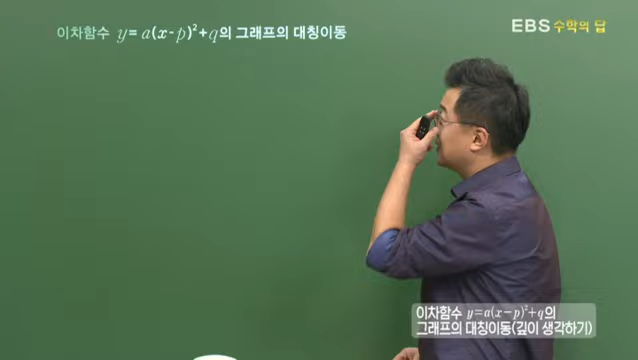 이차함수 y=a(x-p)²+q의 그래프의 대칭이동
EBS 수학의 답
이차함수 y=a(x-p)²+q의
그래프의 대칭이동(깊이 생각하기)